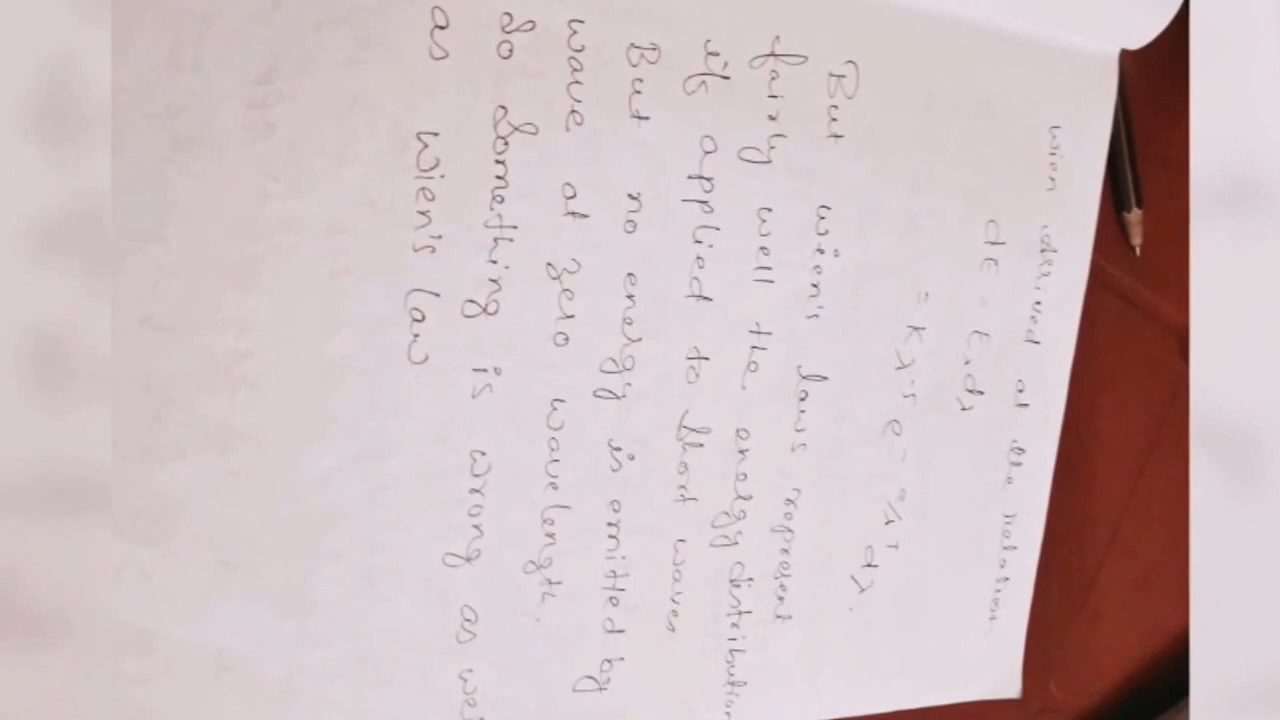 Wien derived at the relation
dE = Eλdλ
= Kλ⁻⁵ e⁻ᵃ/λT dλ.
But wien's laws represent
fairly well the energy distribution
it's applied to short waves
But no energy is emitted by
wave at zero wavelength.
So Something is wrong as
as Wien's law